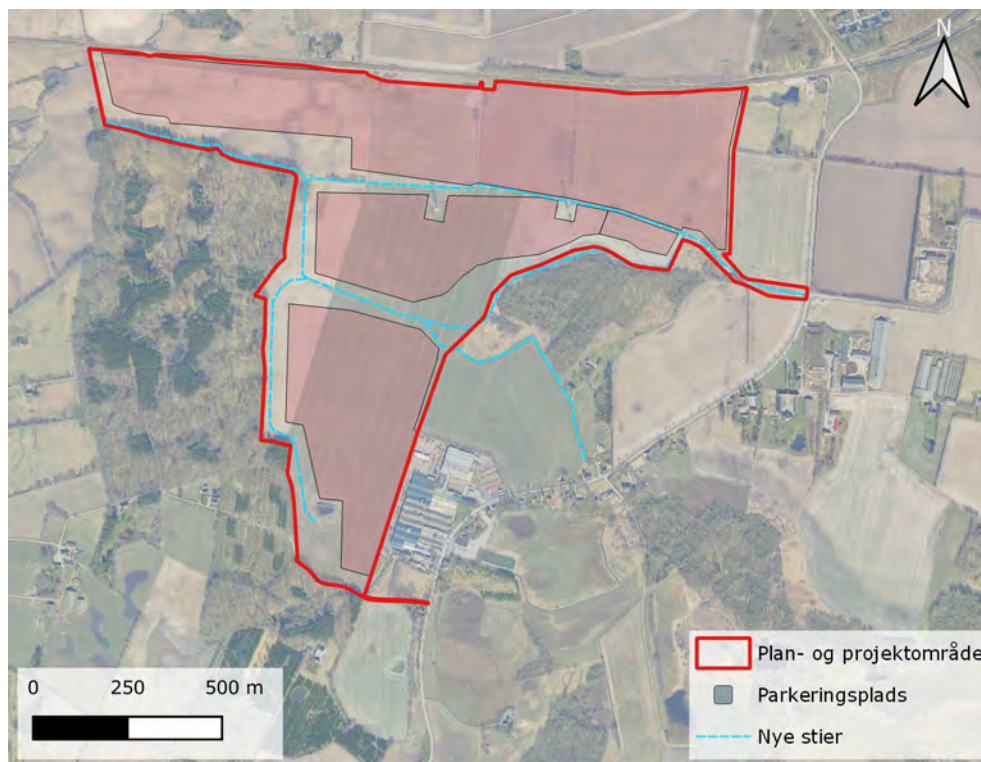 N
0 250 500 m
Plan- og projektområde
Parkeringsplads
Nye stier